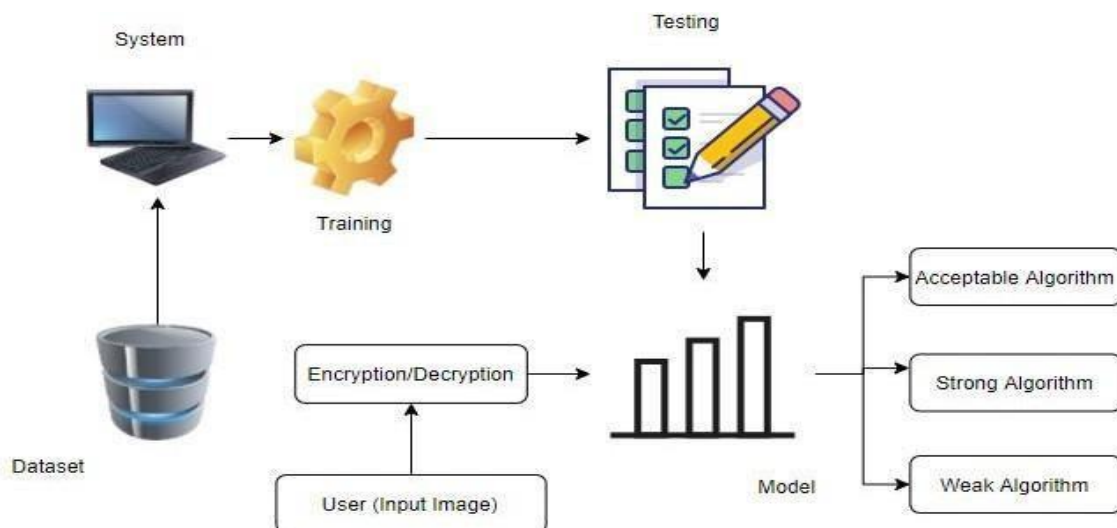 System
Testing
Training
Acceptable Algorithm
Encryption/Decryption
Strong Algorithm
Dataset
User (Input Image)
Model
Weak Algorithm